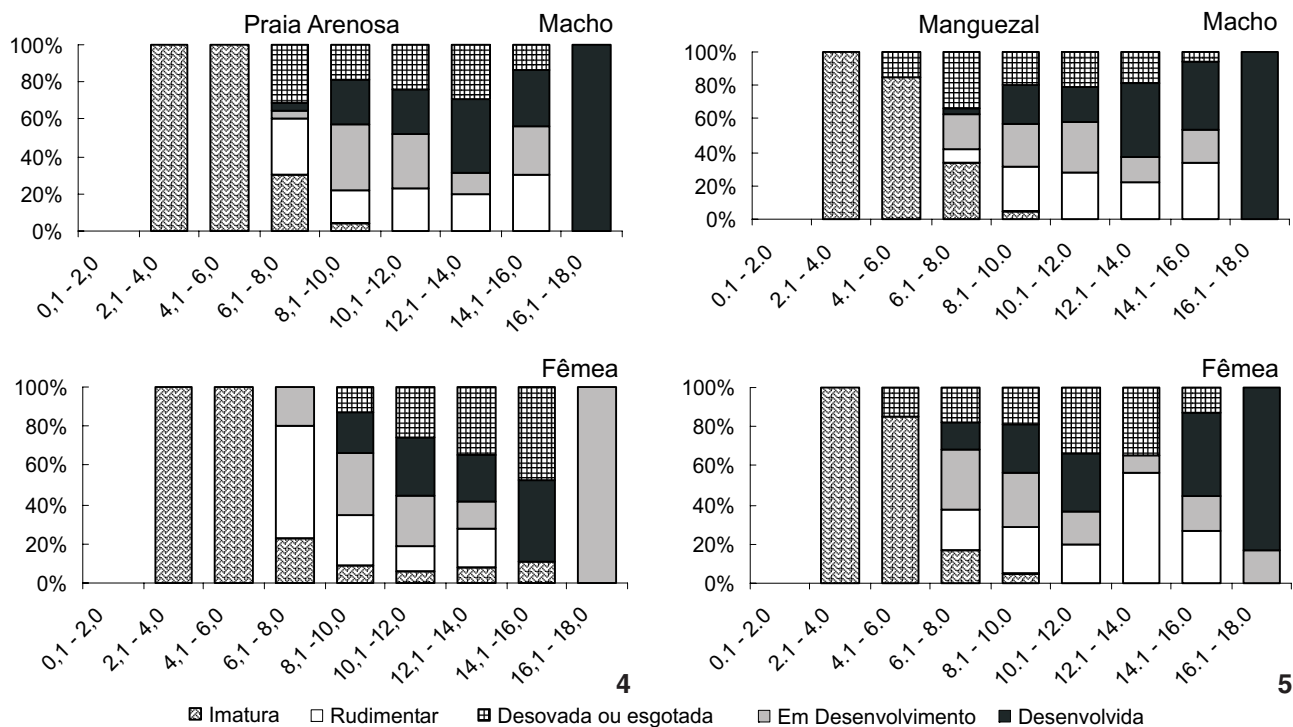 Praia Arenosa Macho
100%
80%
60%
40%
20%
0%
0,1 - 2,0
2,1 - 4,0
4,1 - 6,0
6,1 - 8,0
8,1 - 10,0
10,1 -12,0
12,1 - 14,0
14,1 -16,0
16,1 - 18,0
Manguezal Macho
100%
80%
60%
40%
20%
0%
0.1 - 2.0
2.1 - 4.0
4.1 - 6.0
6.1 - 8.0
8.1 - 10.0
10.1 - 12.0
12.1 - 14.0
14.1 - 16.0
16.1 - 18.0
Fêmea
100%
80%
60%
40%
20%
0%
0,1 - 2,0
2,1 - 4,0
4,1 - 6,0
6,1 - 8,0
8,1 -10,0
10,1 -12,0
12,1 - 14,0
14,1 -16,0
16,1 - 18,0
4
Fêmea
100%
80%
60%
40%
20%
0%
0.1 - 2.0
2.1 - 4.0
4.1 - 6.0
6.1 - 8.0
8.1 - 10.0
10.1 - 12.0
12.1 - 14.0
14.1 - 16.0
16.1 - 18.0
5
Imatura Rudimentar Desovada ou esgotada Em Desenvolvimento Desenvolvida